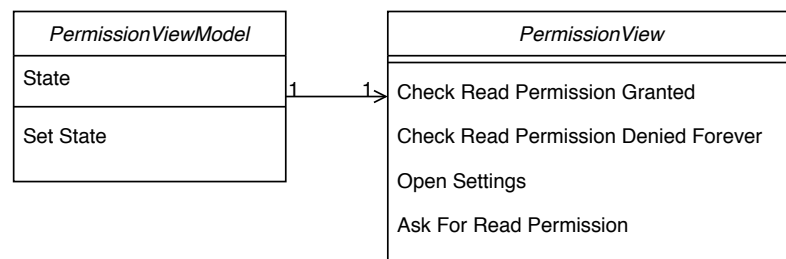 PermissionViewModel
State
Set State
1
1
PermissionView
Check Read Permission Granted
Check Read Permission Denied Forever
Open Settings
Ask For Read Permission